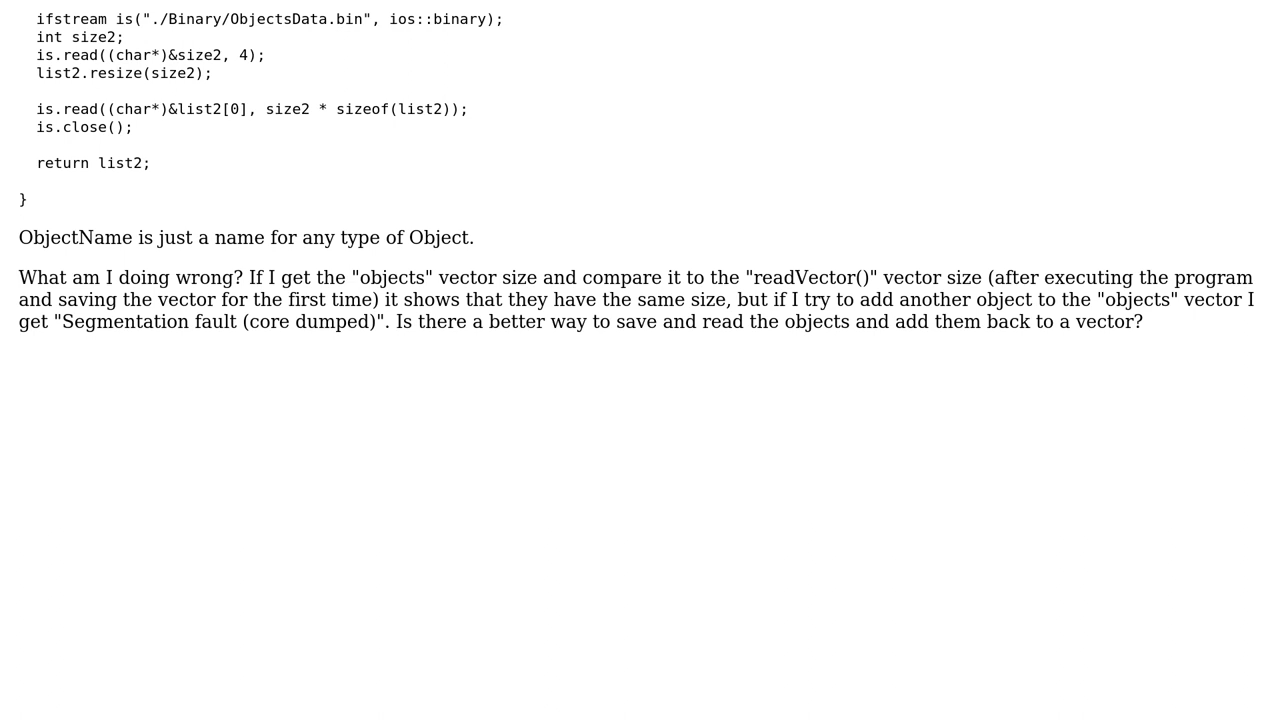 ifstream is("./Binary/ObjectsData.bin", ios::binary);
int size2;
is.read((char*)&size2, 4);
list2.resize(size2);
is.read((char*)&list2[0], size2 * sizeof(list2));
is.close();
return list2;
}
ObjectName is just a name for any type of Object.
What am I doing wrong? If I get the "objects" vector size and compare it to the "readVector()" vector size (after executing the program
and saving the vector for the first time) it shows that they have the same size, but if I try to add another object to the "objects" vector I
get "Segmentation fault (core dumped)". Is there a better way to save and read the objects and add them back to a vector?